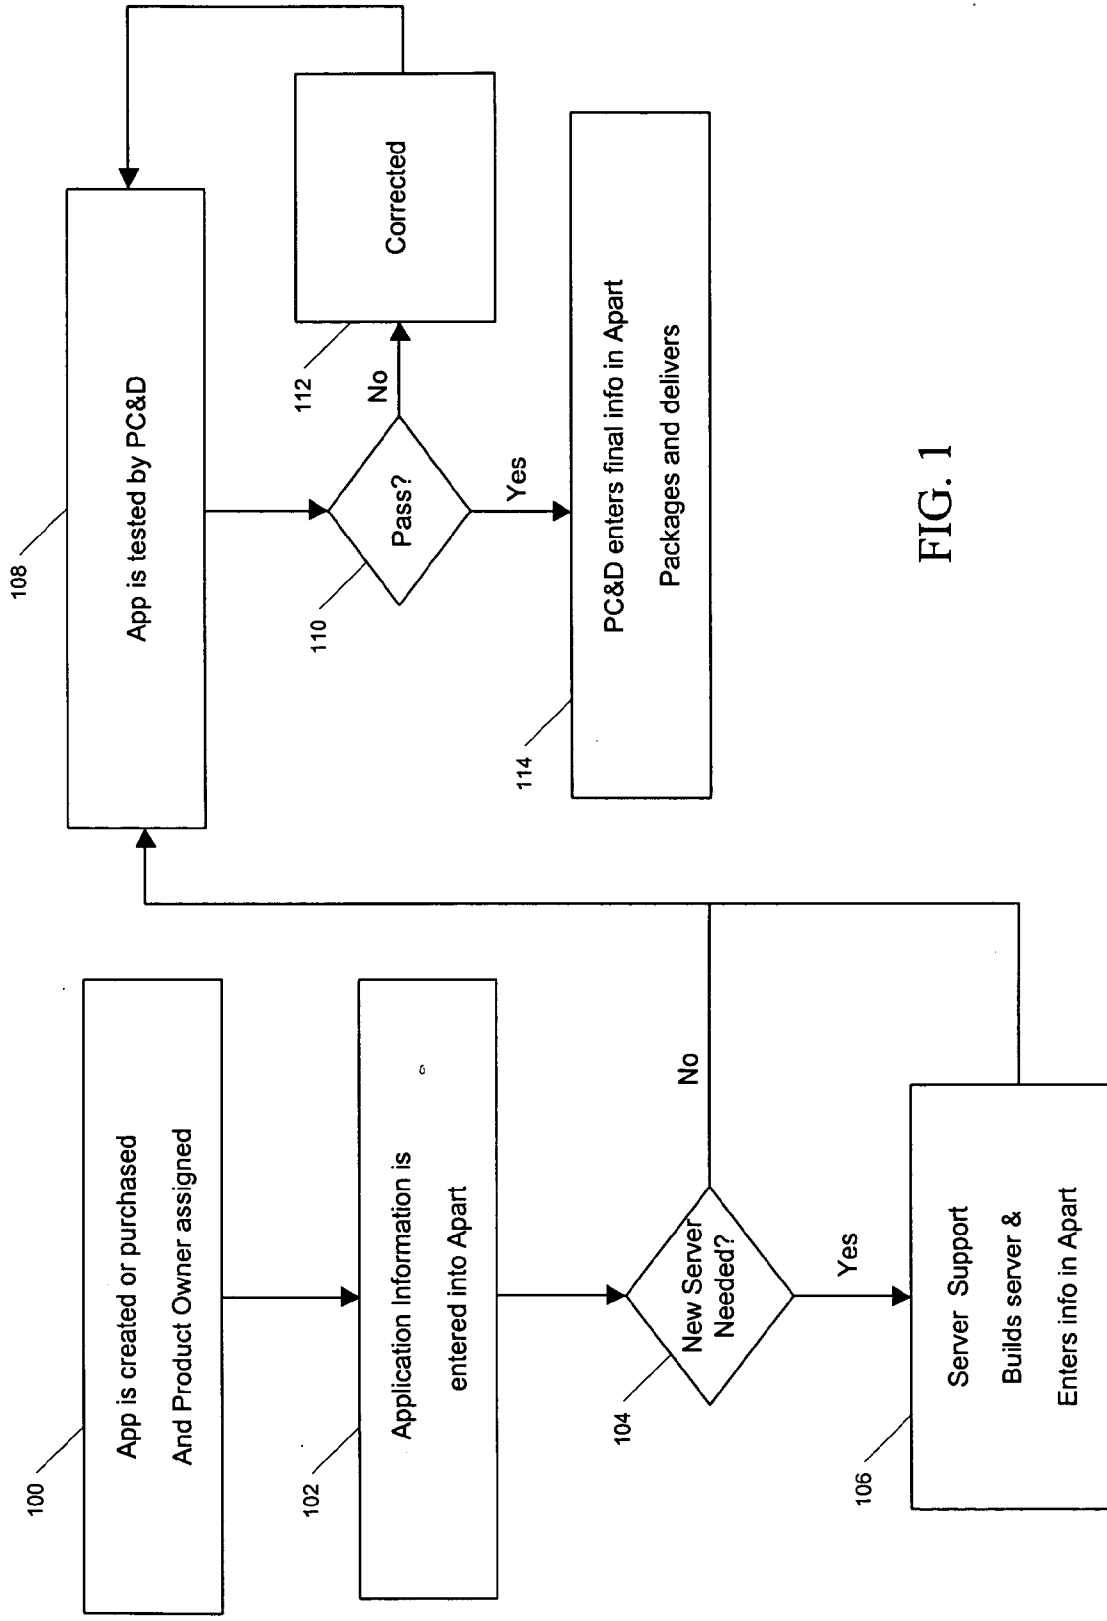 100
App is created or purchased
And Product Owner assigned
102
Application Information is
entered into Apart
104
New Server
Needed?
No
Yes
106
Server Support
Builds server &
Enters info in Apart
108
App is tested by PC&D
110
Pass?
No
112
Corrected
Yes
114
PC&D enters final info in Apart
Packages and delivers
FIG. 1